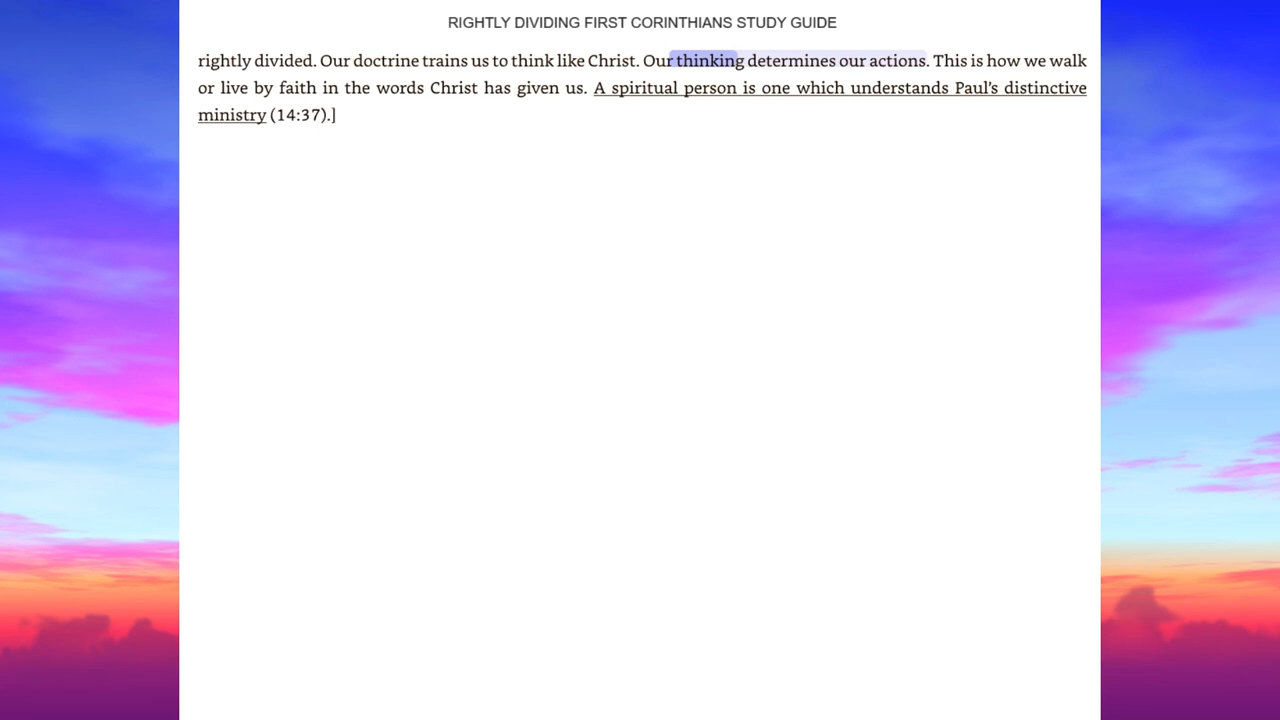 RIGHTLY DIVIDING FIRST CORINTHIANS STUDY GUIDE
rightly divided. Our doctrine trains us to think like Christ. Our thinking determines our actions. This is how we walk
or live by faith in the words Christ has given us. A spiritual person is one which understands Paul’s distinctive
ministry (14:37).]